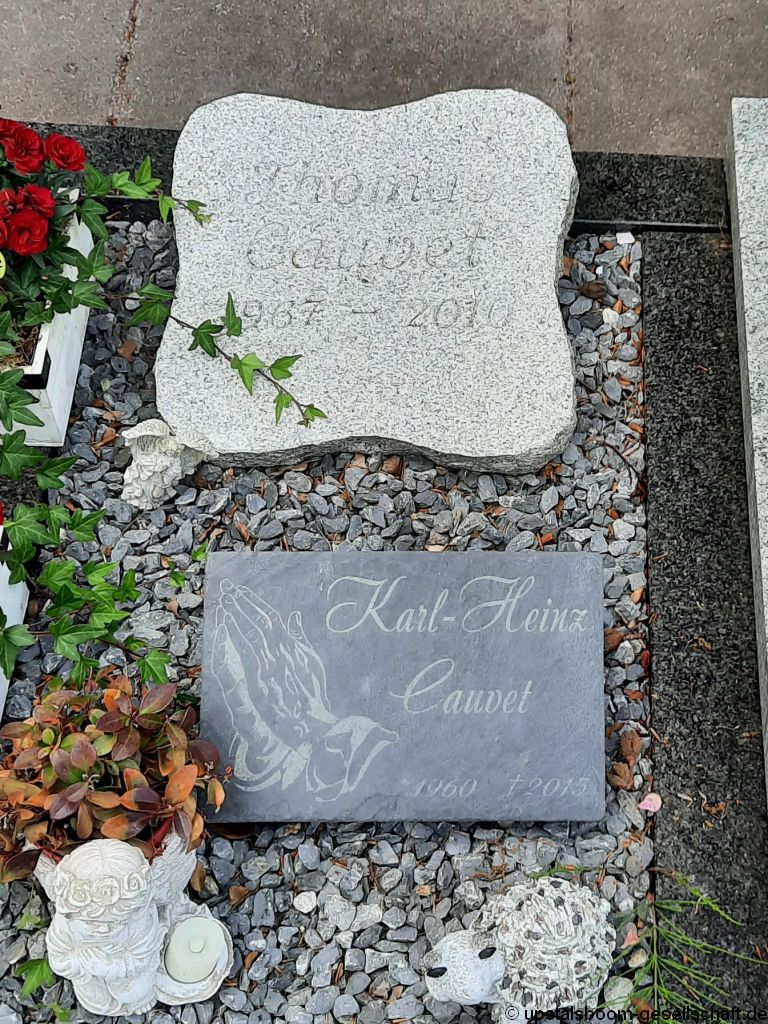 Thomas
Cauvet
1967 - 2010
Karl-Heinz
Cauvet
*1960 †2015
© upstalsboom-gesellschaft.de